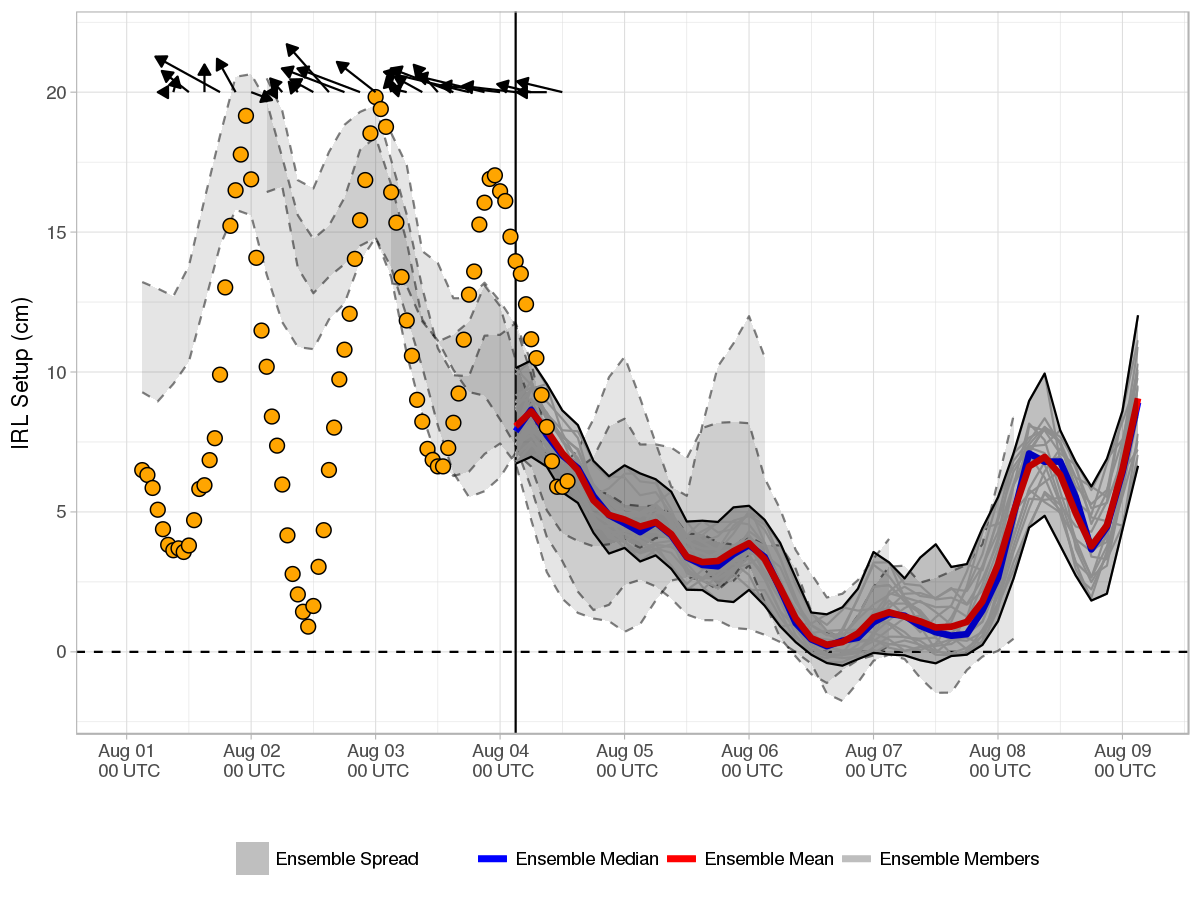 IRL Setup (cm)
20
15
10
5
0
Aug 01 Aug 02 Aug 03 Aug 04 Aug 05 Aug 06 Aug 07 Aug 08 Aug 09
00 UTC 00 UTC 00 UTC 00 UTC 00 UTC 00 UTC 00 UTC 00 UTC 00 UTC
Ensemble Spread Ensemble Median Ensemble Mean Ensemble Members